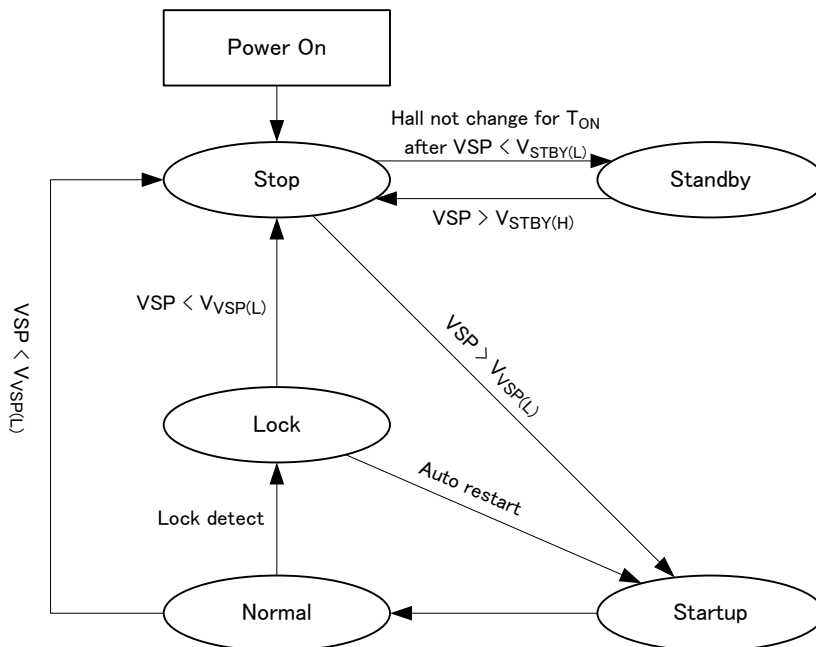 Power On
Hall not change for TON
after VSP < VSTBY(L)
Stop
Standby
VSP > VSTBY(H)
VSP < VVSP(L)
VSP < VVSP(L)
VSP > VVSP(L)
Lock
Auto restart
Lock detect
Normal
Startup